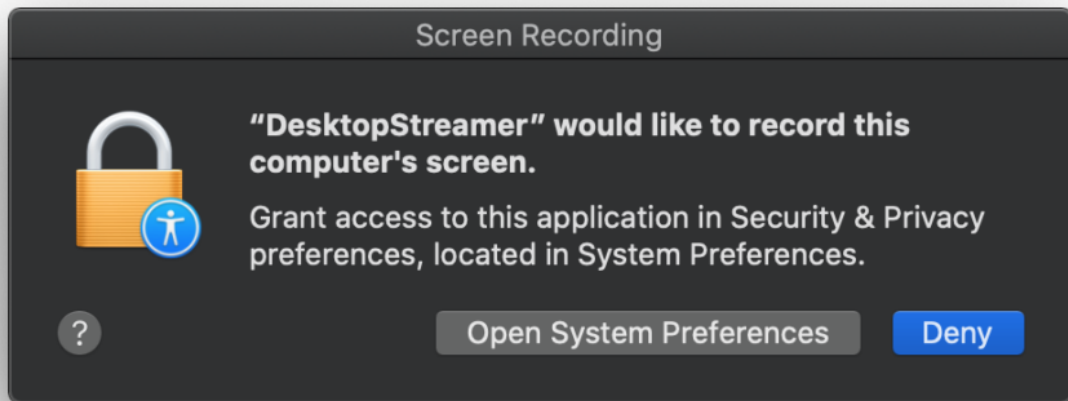 Screen Recording
“DesktopStreamer” would like to record this
computer's screen.
Grant access to this application in Security & Privacy
preferences, located in System Preferences.
?
Open System Preferences
Deny